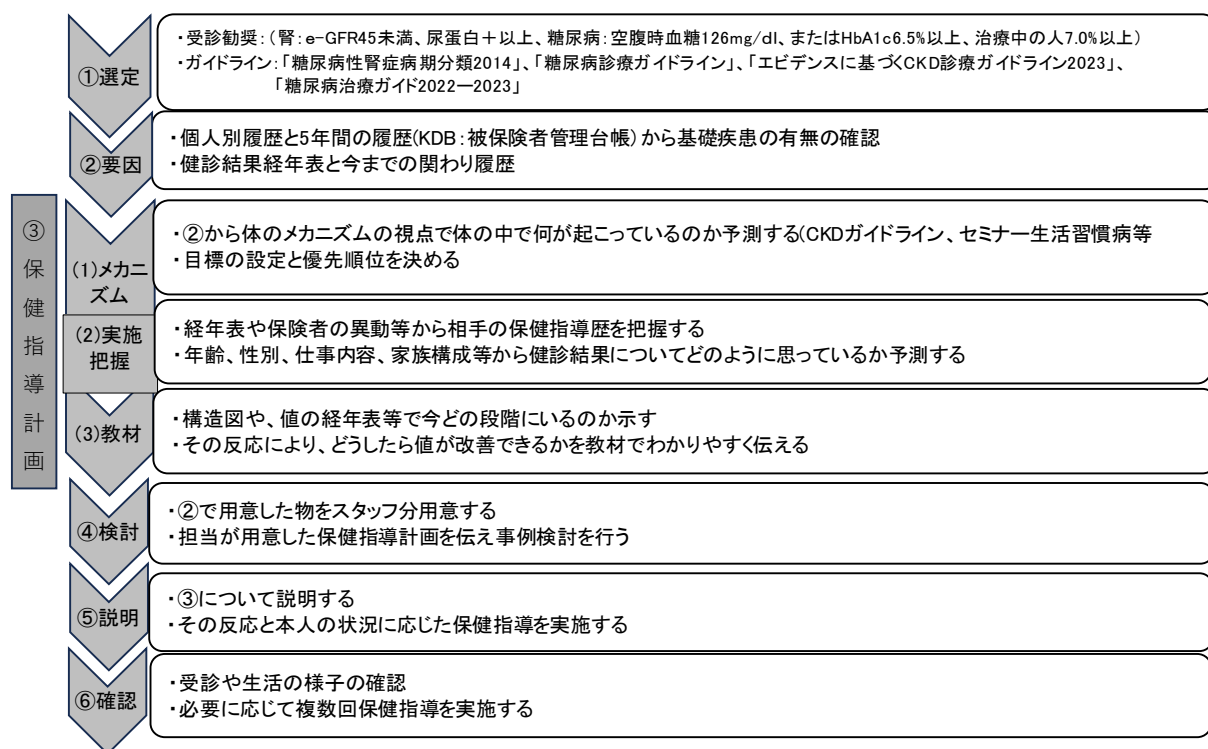 ①選定
・受診勧奨：（腎：e-GFR45未満、尿蛋白＋以上、糖尿病：空腹時血糖126mg/dl、またはHbA1c6.5％以上、治療中の人7.0％以上）
・ガイドライン：「糖尿病性腎症病期分類2014」、「糖尿病診療ガイドライン」、「エビデンスに基づくCKD診療ガイドライン2023」、
「糖尿病治療ガイド2022ー2023」
②要因
・個人別履歴と5年間の履歴(KDB：被保険者管理台帳)から基礎疾患の有無の確認
・健診結果経年表と今までの関わり履歴
③保健指導計画
(1)メカニ
ズム
・②から体のメカニズムの視点で体の中で何が起こっているのか予測する(CKDガイドライン、セミナー生活習慣病等
・目標の設定と優先順位を決める
(2)実施
把握
・経年表や保険者の異動等から相手の保健指導歴を把握する
・年齢、性別、仕事内容、家族構成等から健診結果についてどのように思っているか予測する
(3)教材
・構造図や、値の経年表等で今どの段階にいるのか示す
・その反応により、どうしたら値が改善できるかを教材でわかりやすく伝える
④検討
・②で用意した物をスタッフ分用意する
・担当が用意した保健指導計画を伝え事例検討を行う
⑤説明
・③について説明する
・その反応と本人の状況に応じた保健指導を実施する
⑥確認
・受診や生活の様子の確認
・必要に応じて複数回保健指導を実施する